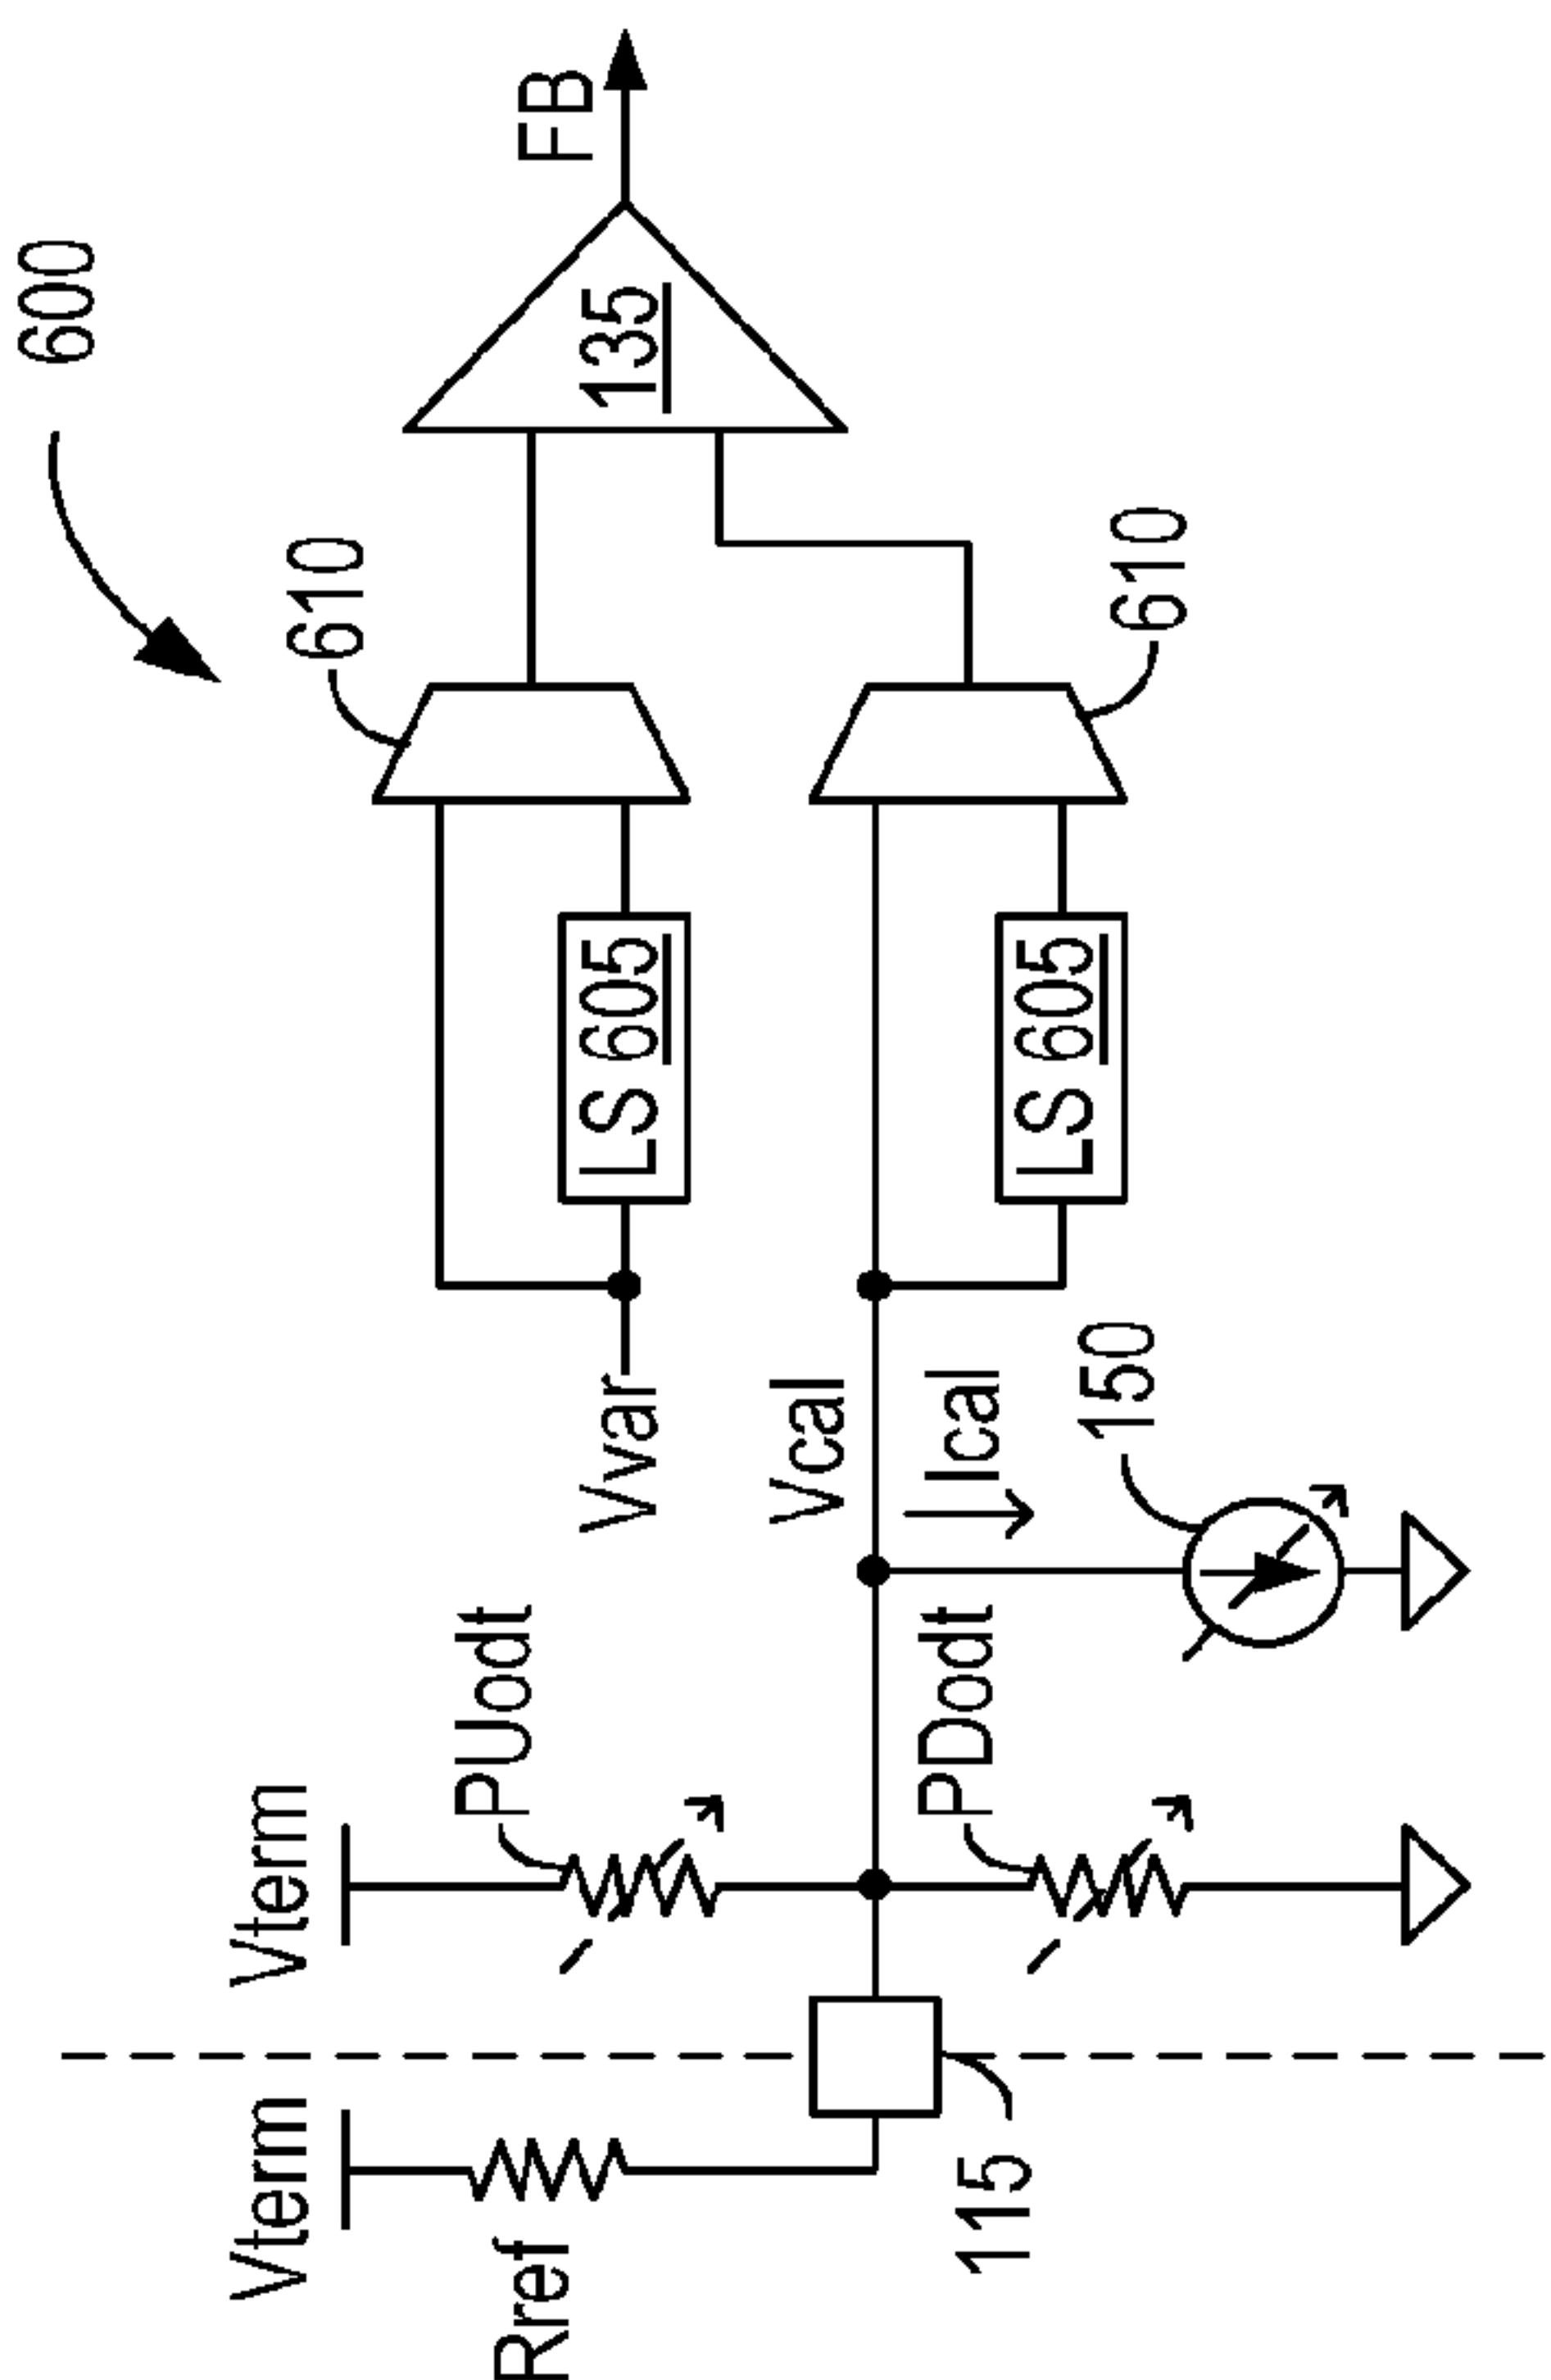 600
Vterm
Vterm
Rref
PUodt
610
FB
Vvar
LS 605
135
Vcal
Ical
PDodt
LS 605
115
150
610